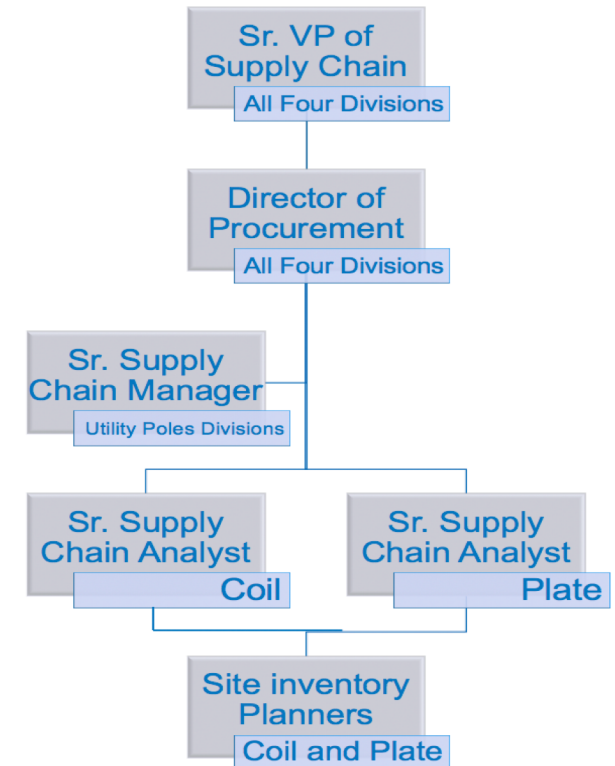 Sr. VP of
Supply Chain
All Four Divisions
Director of
Procurement
All Four Divisions
Sr. Supply
Chain Manager
Utility Poles Divisions
Sr. Supply
Chain Analyst
Coil
Sr. Supply
Chain Analyst
Plate
Site inventory
Planners
Coil and Plate